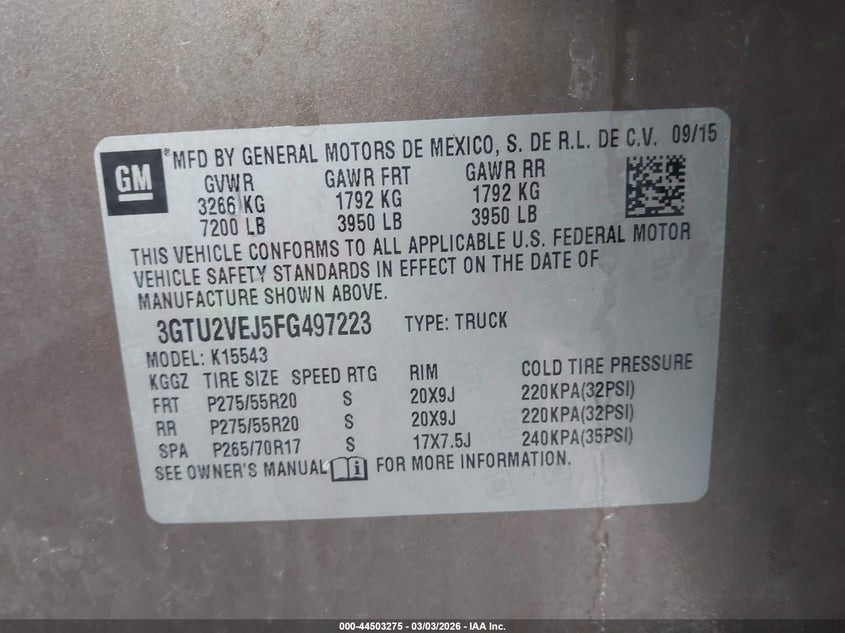 GM
® MFD BY GENERAL MOTORS DE MEXICO, S. DE R.L. DE C.V. 09/15
GVWR GAWR FRT GAWR RR
3266 KG 1792 KG 1792 KG
7200 LB 3950 LB 3950 LB
THIS VEHICLE CONFORMS TO ALL APPLICABLE U.S. FEDERAL MOTOR
VEHICLE SAFETY STANDARDS IN EFFECT ON THE DATE OF
MANUFACTURE SHOWN ABOVE.
3GTU2VEJ5FG497223 TYPE: TRUCK
MODEL: K15543
KGGZ TIRE SIZE SPEED RTG RIM COLD TIRE PRESSURE
FRT P275/55R20 S 20X9J 220KPA(32PSI)
RR P275/55R20 S 20X9J 220KPA(32PSI)
SPA P265/70R17 S 17X7.5J 240KPA(35PSI)
SEE OWNER'S MANUAL FOR MORE INFORMATION.
000-44503275 - 03/03/2026 - IAA Inc.